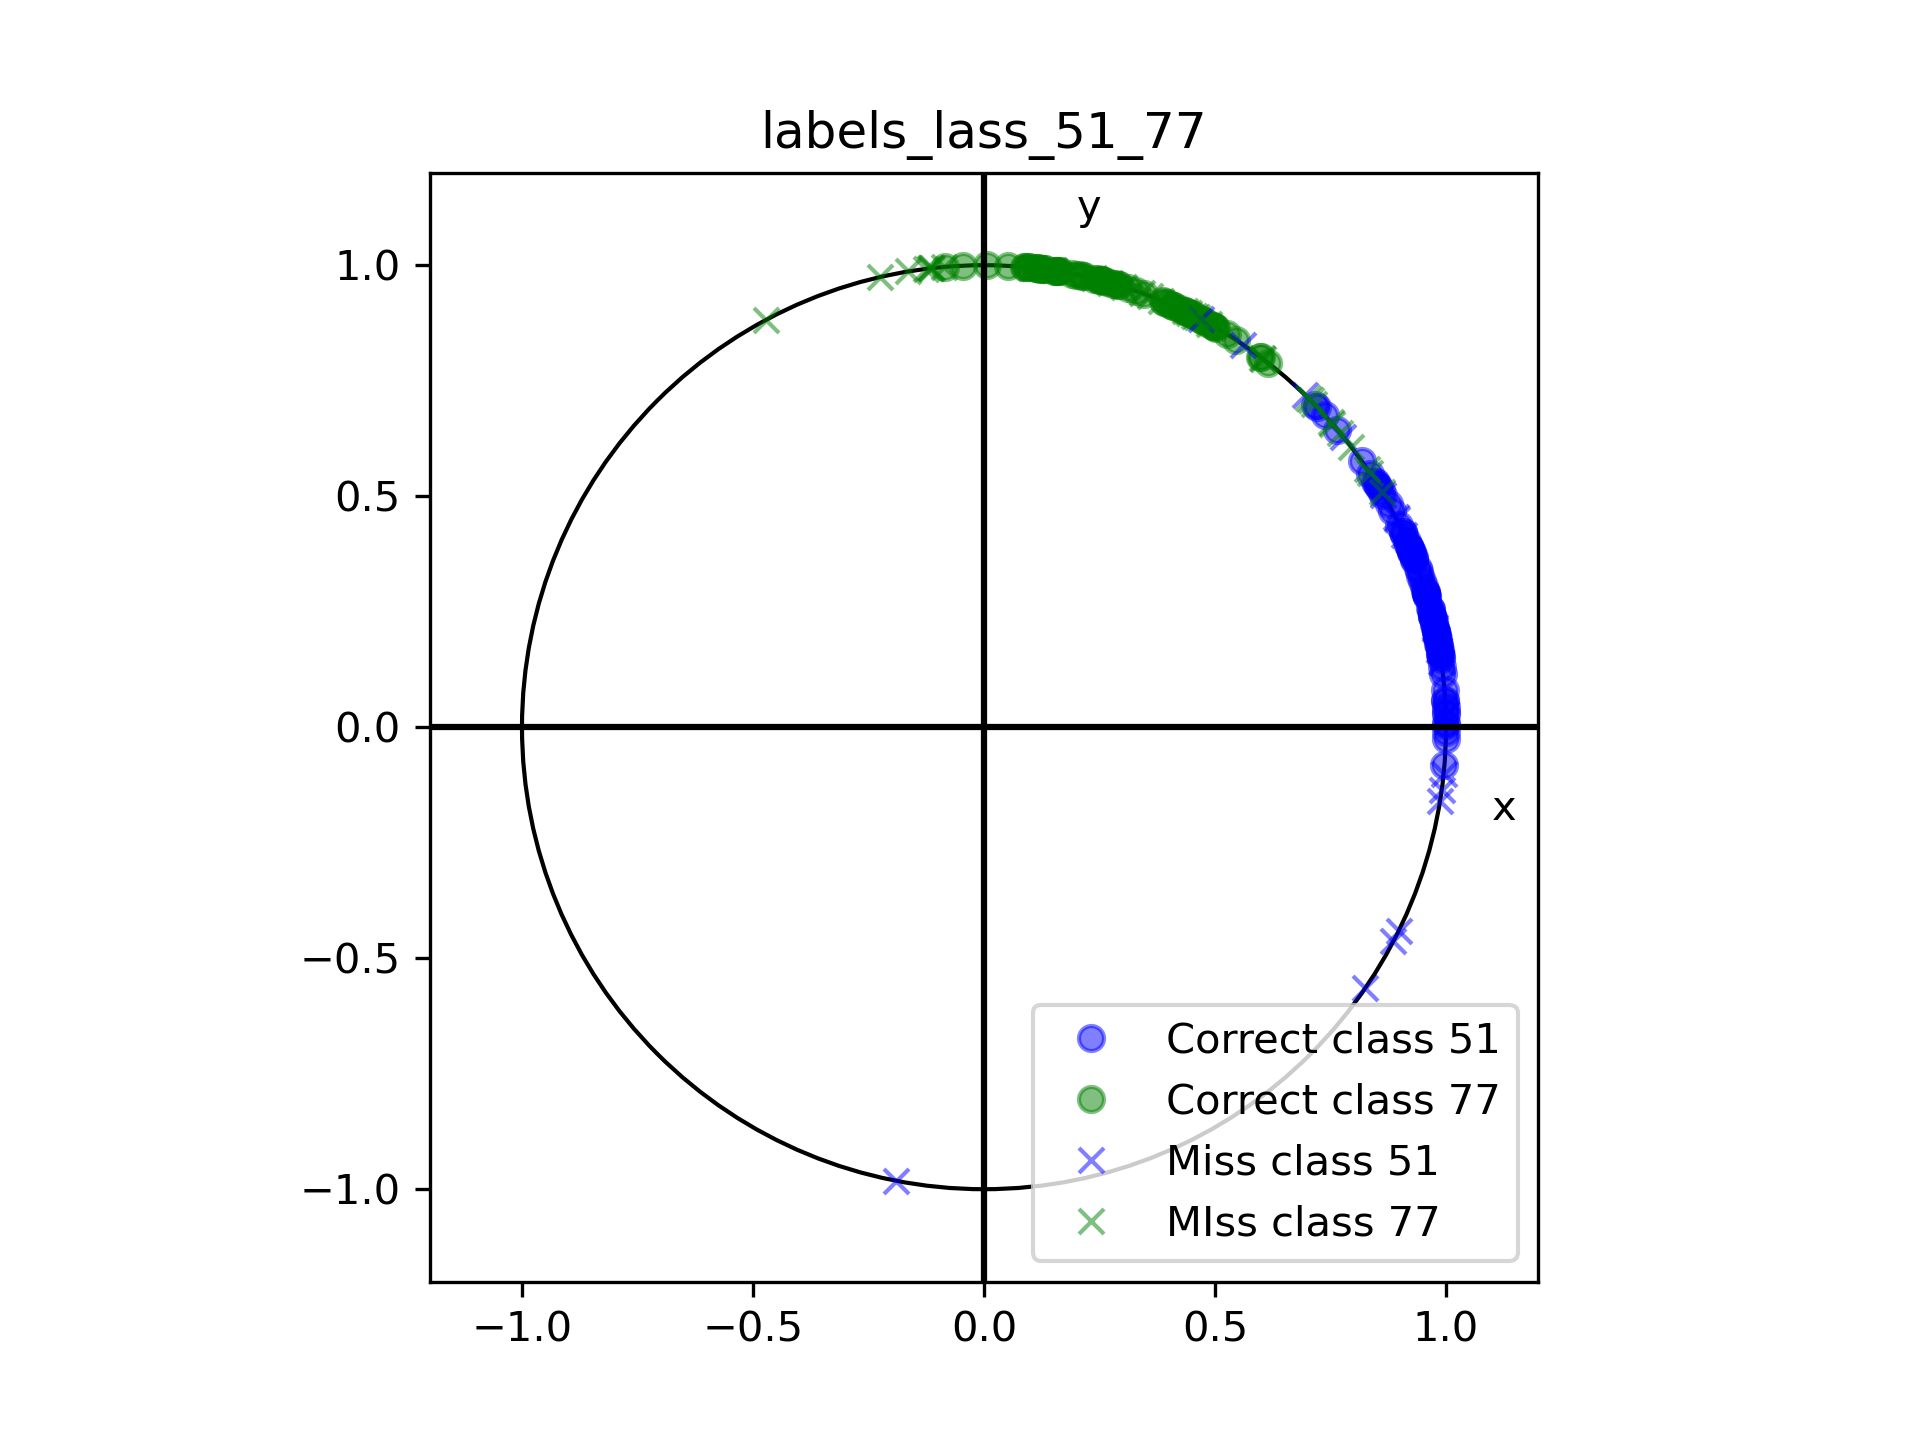 labels_lass_51_77
y
1.0
0.5
0.0
−0.5
−1.0
x
Correct class 51
Correct class 77
Miss class 51
MIss class 77
−1.0 −0.5 0.0 0.5 1.0